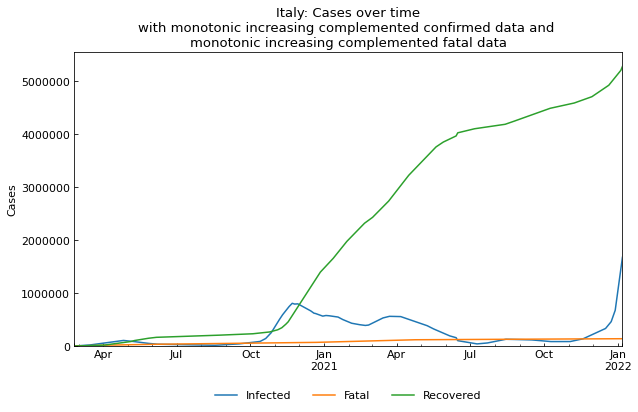 Italy: Cases over time
with monotonic increasing complemented confirmed data and
monotonic increasing complemented fatal data
5000000
4000000
3000000
2000000
1000000
0
Cases
Apr Jul Oct Jan Apr Jul Oct Jan
2021 2022
Infected Fatal Recovered